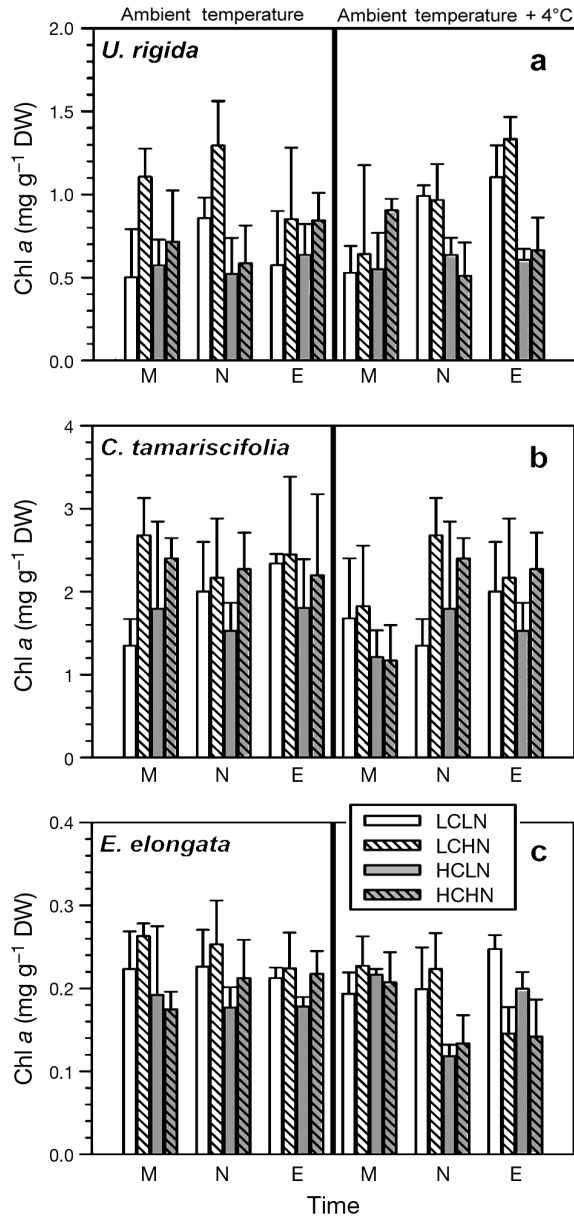 Ambient temperature
Ambient temperature + 4°C
2.0
U. rigida
a
1.5
1.0
0.5
0.0
Chl a (mg g⁻¹ DW)
M N E M N E
4
C. tamariscifolia
b
3
2
1
0
Chl a (mg g⁻¹ DW)
M N E M N E
0.4
E. elongata
c
LCLN
LCHN
HCLN
HCHN
0.3
0.2
0.1
0.0
Chl a (mg g⁻¹ DW)
M N E M N E
Time